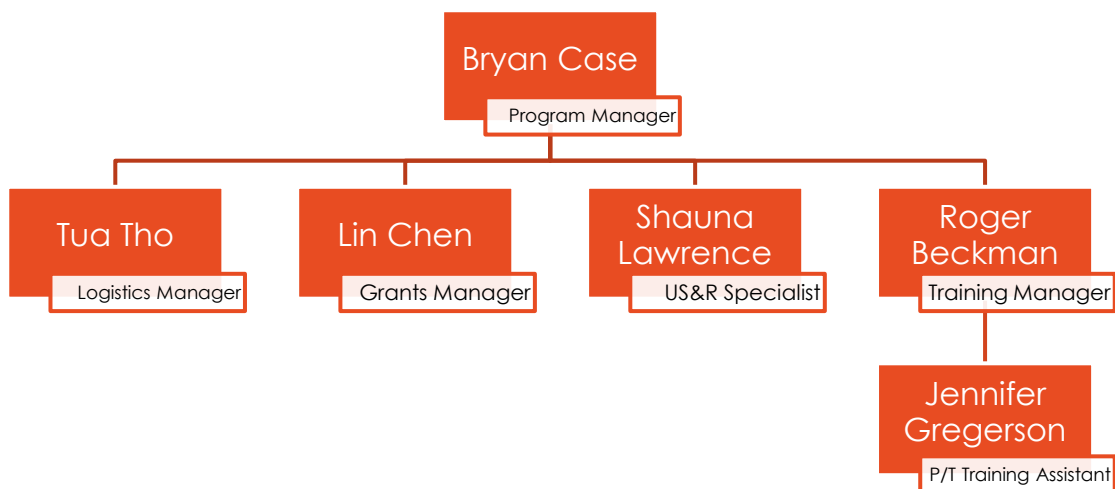 Bryan Case
Program Manager
Tua Tho
Logistics Manager
Lin Chen
Grants Manager
Shauna
Lawrence
US&R Specialist
Roger
Beckman
Training Manager
Jennifer
Gregerson
P/T Training Assistant